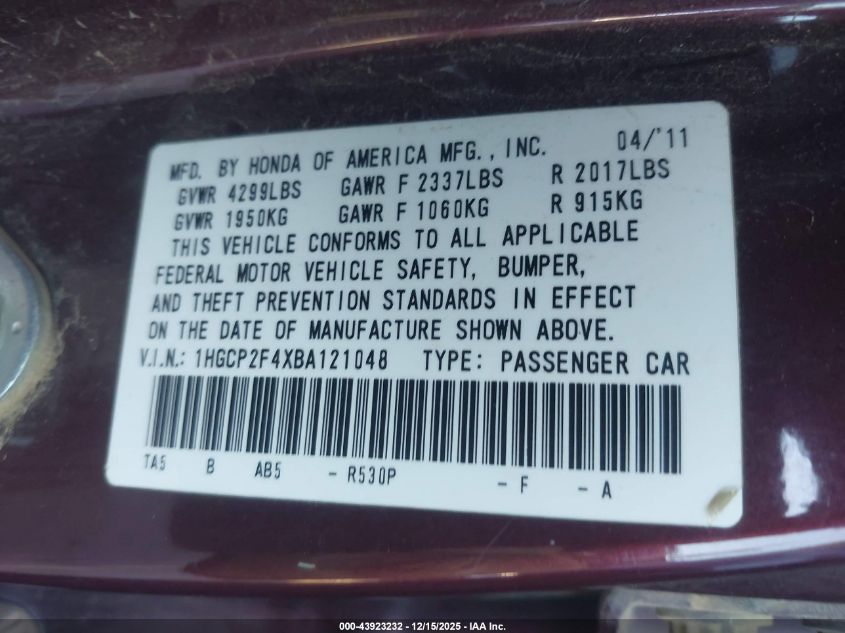 MFD. BY HONDA OF AMERICA MFG., INC. 04/'11
GVWR 4299LBS GAWR F 2337LBS R 2017LBS
GVWR 1950KG GAWR F 1060KG R 915KG
THIS VEHICLE CONFORMS TO ALL APPLICABLE
FEDERAL MOTOR VEHICLE SAFETY, BUMPER,
AND THEFT PREVENTION STANDARDS IN EFFECT
ON THE DATE OF MANUFACTURE SHOWN ABOVE.
V.I.N.: 1HGCP2F4XBA121048 TYPE: PASSENGER CAR
TA5 B AB5 - R530P - F - A
000-43923232 - 12/15/2025 - IAA Inc.